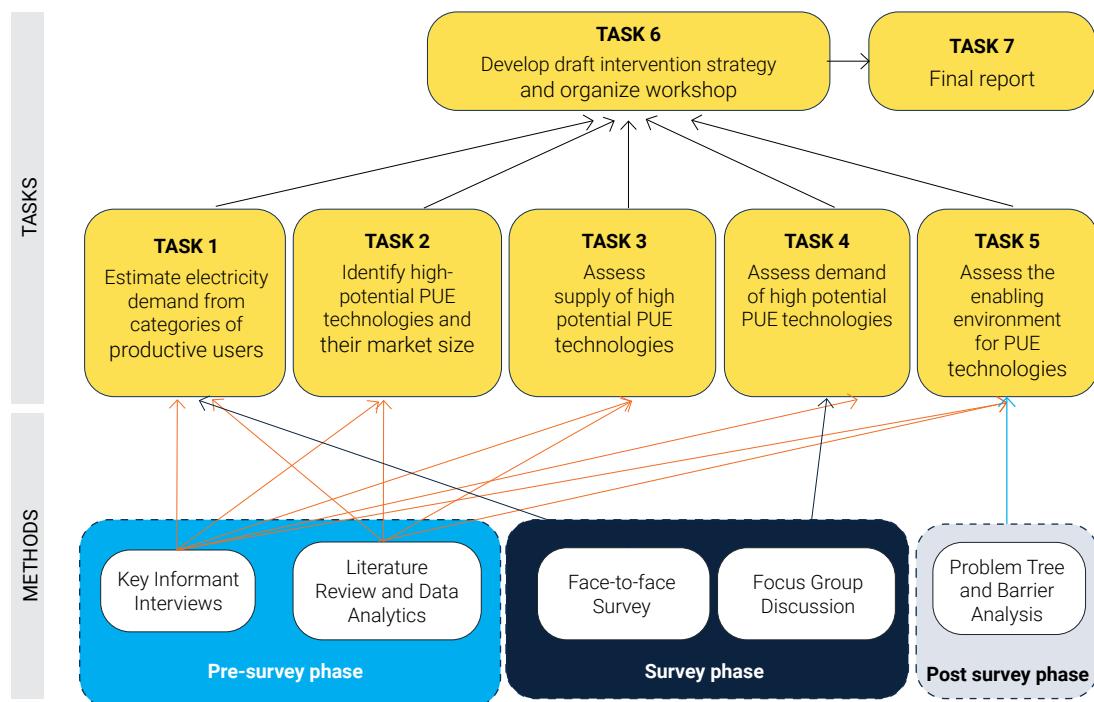 TASKS
TASK 6
Develop draft intervention strategy
and organize workshop
TASK 7
Final report
TASK 1
Estimate electricity
demand from
categories of
productive users
TASK 2
Identify high-
potential PUE
technologies and
their market size
TASK 3
Assess
supply of high
potential PUE
technologies
TASK 4
Assess demand
of high potential
PUE technologies
TASK 5
Assess the
enabling
environment
for PUE
technologies
METHODS
Key Informant
Interviews
Literature
Review and Data
Analytics
Pre-survey phase
Face-to-face
Survey
Focus Group
Discussion
Survey phase
Problem Tree
and Barrier
Analysis
Post survey phase